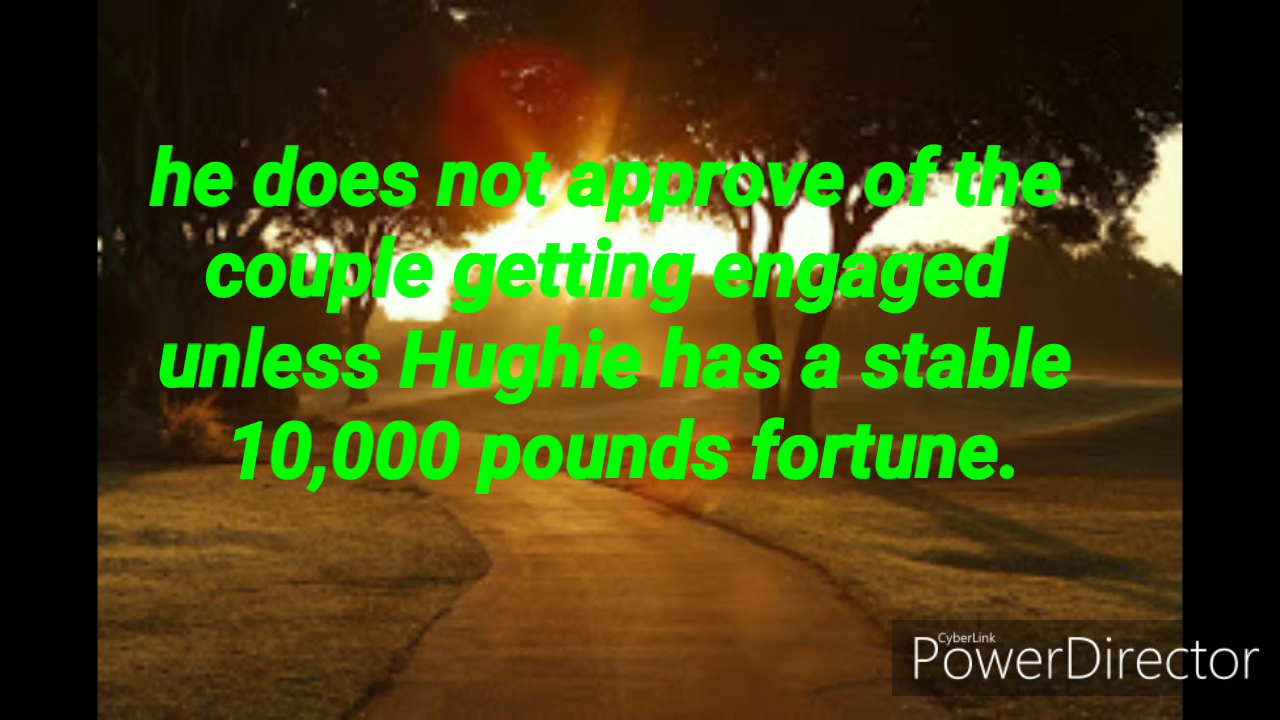 he does not approve of the
couple getting engaged
unless Hughie has a stable
10,000 pounds fortune.
CyberLink
PowerDirector